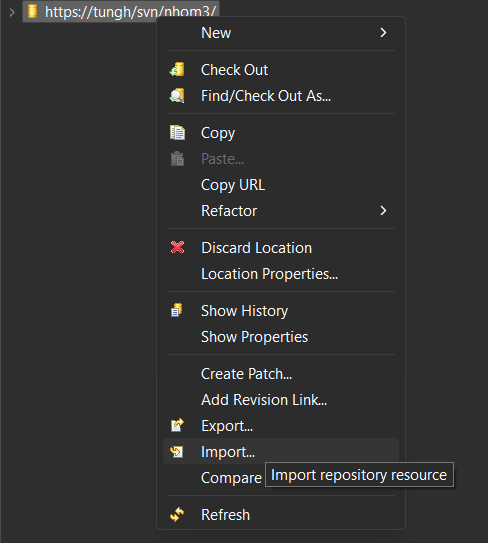 https://tungh/svn/nhom3/
New
Check Out
Find/Check Out As...
Copy
Paste...
Copy URL
Refactor
Discard Location
Location Properties...
Show History
Show Properties
Create Patch...
Add Revision Link...
Export...
Import...
Import repository resource
Compare
Refresh